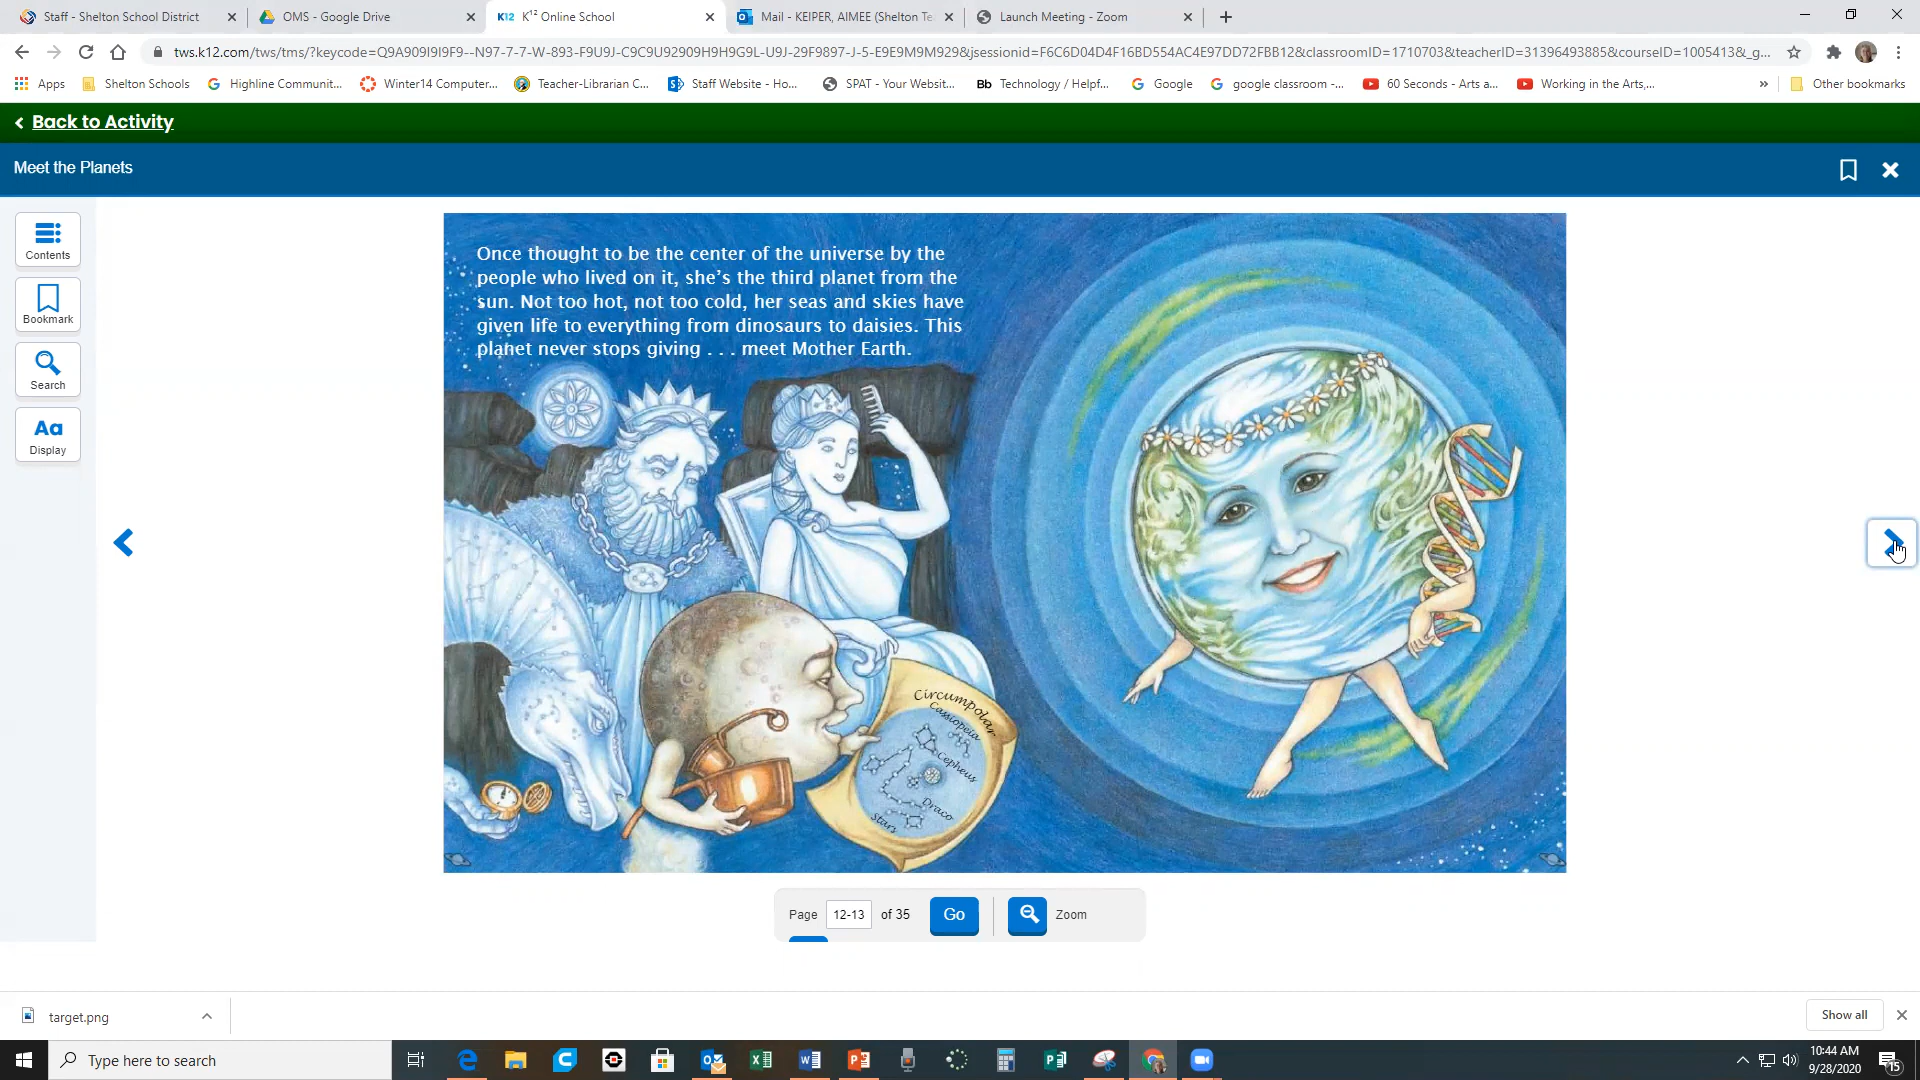 Staff - Shelton School District
OMS - Google Drive
K12 K¹² Online School
Mail - KEIPER, AIMEE (Shelton Te
Launch Meeting - Zoom
tws.k12.com/tws/tms/?keycode=Q9A909I9I9F9--N97-7-7-W-893-F9U9J-C9C9U92909H9H9G9L-U9J-29F9897-J-5-E9E9M9M929&jsessionid=F6C6D04D4F16BD554AC4E97DD72FBB12&classroomID=1710703&teacherID=31396493885&courseID=1005413&_g...
Apps
Shelton Schools
Highline Communit...
Winter14 Computer...
Teacher-Librarian C...
Staff Website - Ho...
SPAT - Your Websit...
Bb Technology / Helpf...
Google
google classroom -...
60 Seconds - Arts a...
Working in the Arts,...
»
Other bookmarks
Back to Activity
Meet the Planets
Contents
Bookmark
Search
Aa
Display
Once thought to be the center of the universe by the
people who lived on it, she's the third planet from the
sun. Not too hot, not too cold, her seas and skies have
given life to everything from dinosaurs to daisies. This
planet never stops giving . . . meet Mother Earth.
Circumpolar
Cassiopeia
Cepheus
Draco
Stars
Page 12-13 of 35 Go Zoom
target.png
Show all
Type here to search
10:44 AM
9/28/2020
15